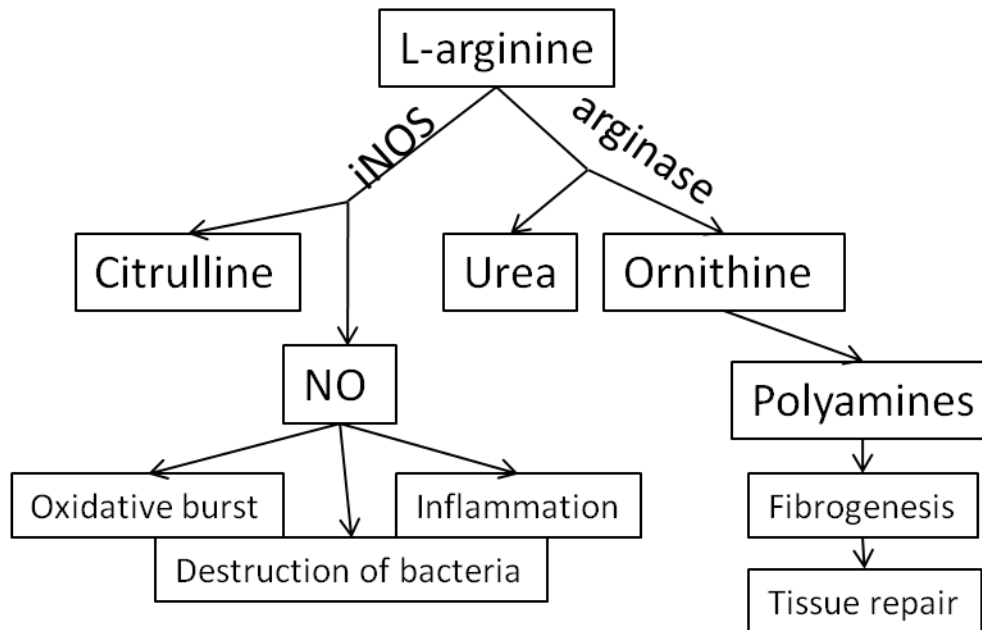 L-arginine
iNOS
arginase
Citrulline
Urea
Ornithine
NO
Polyamines
Oxidative burst
Inflammation
Fibrogenesis
Destruction of bacteria
Tissue repair